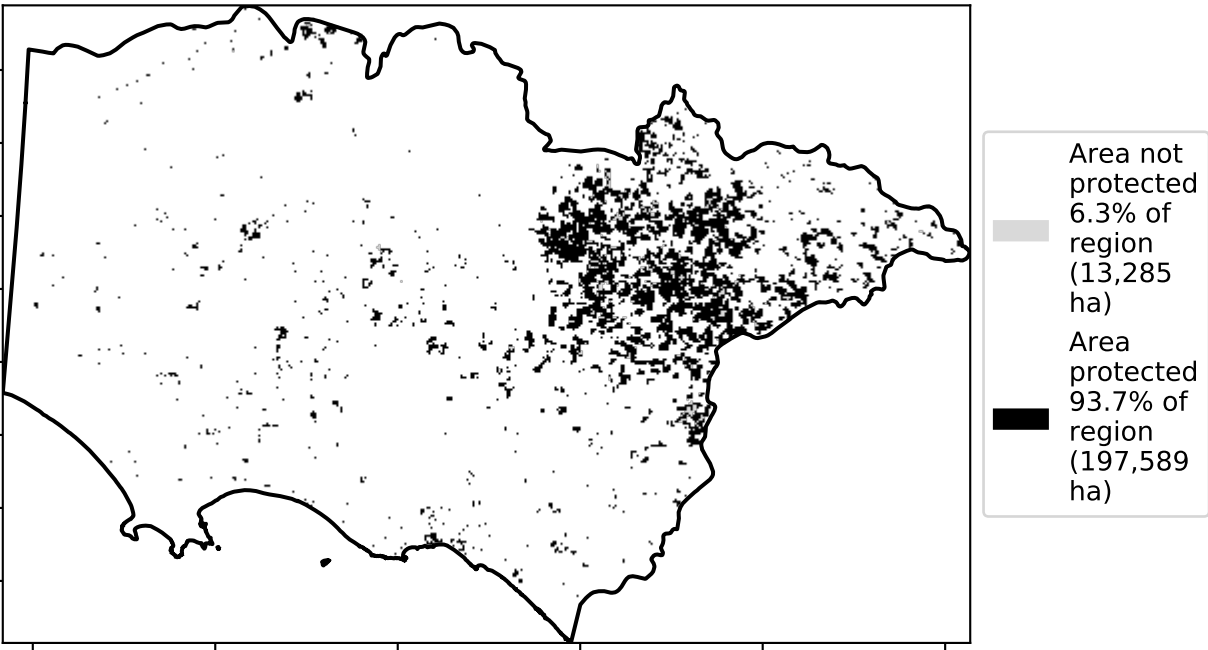 Area not
protected
6.3% of
region
(13,285
ha)
Area
protected
93.7% of
region
(197,589
ha)